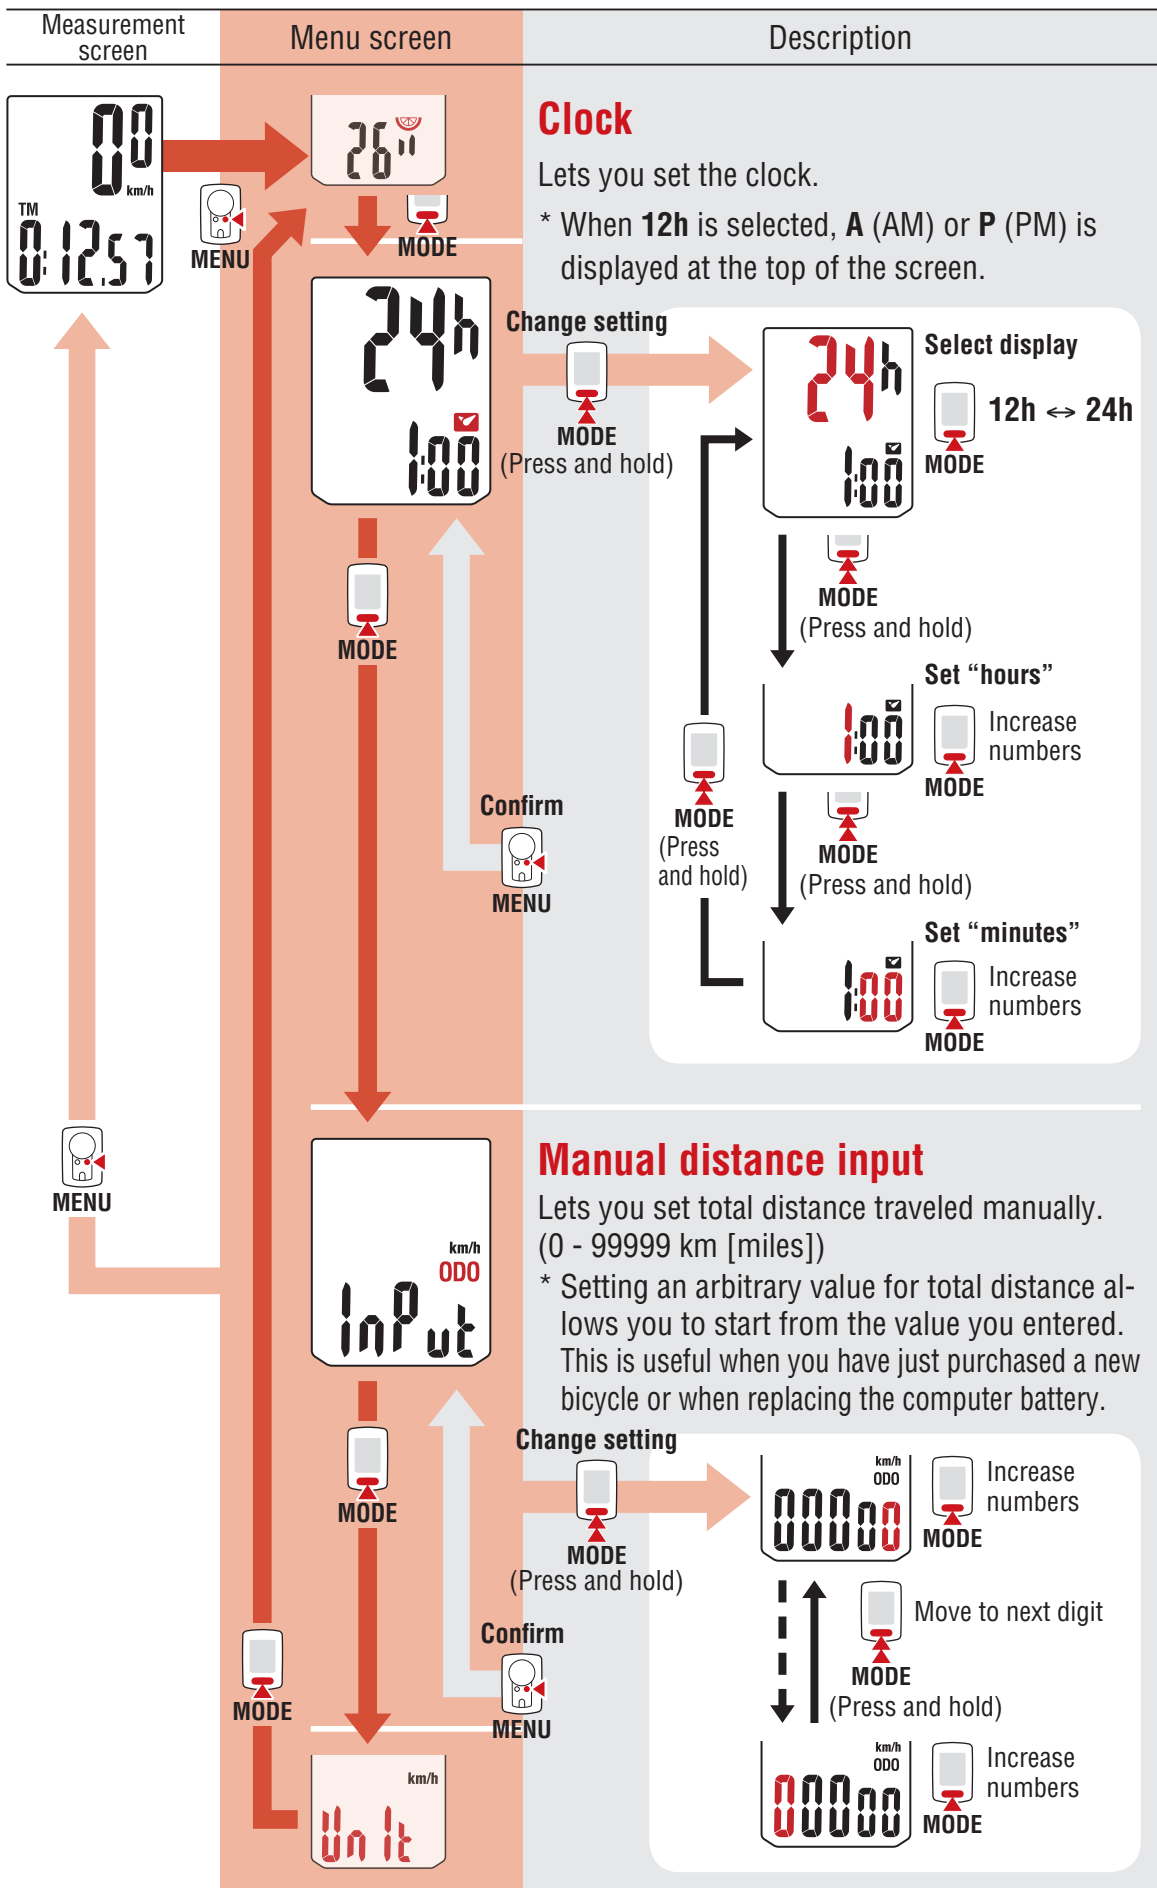 Measurement
screen
Menu screen
Description
00
km/h
TM
0:12.57
MENU
26"
MODE
Clock
Lets you set the clock.
* When 12h is selected, A (AM) or P (PM) is
displayed at the top of the screen.
24h
1:00
Change setting
MODE
(Press and hold)
24h
1:00
Select display
12h ↔ 24h
MODE
MODE
(Press and hold)
MODE
Set “hours”
1:00
Increase
numbers
MODE
MODE
(Press
and hold)
MODE
(Press and hold)
Confirm
MENU
Set “minutes”
1:00
Increase
numbers
MODE
MENU
Manual distance input
Lets you set total distance traveled manually.
(0 - 99999 km [miles])
* Setting an arbitrary value for total distance al-
lows you to start from the value you entered.
This is useful when you have just purchased a new
bicycle or when replacing the computer battery.
km/h
ODO
InPut
MODE
Change setting
MODE
(Press and hold)
km/h
ODO
00000
Increase
numbers
MODE
Move to next digit
MODE
(Press and hold)
Confirm
MENU
MODE
km/h
Unit
km/h
ODO
00000
Increase
numbers
MODE